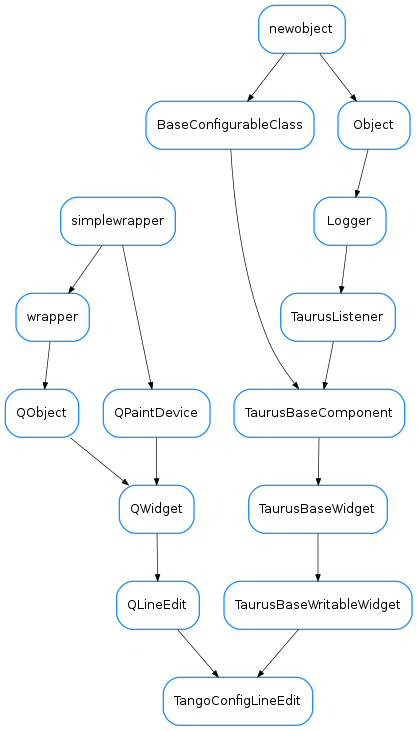 newobject
BaseConfigurableClass
Object
simplewrapper
Logger
wrapper
TaurusListener
QObject
QPaintDevice
TaurusBaseComponent
QWidget
TaurusBaseWidget
QLineEdit
TaurusBaseWritableWidget
TangoConfigLineEdit